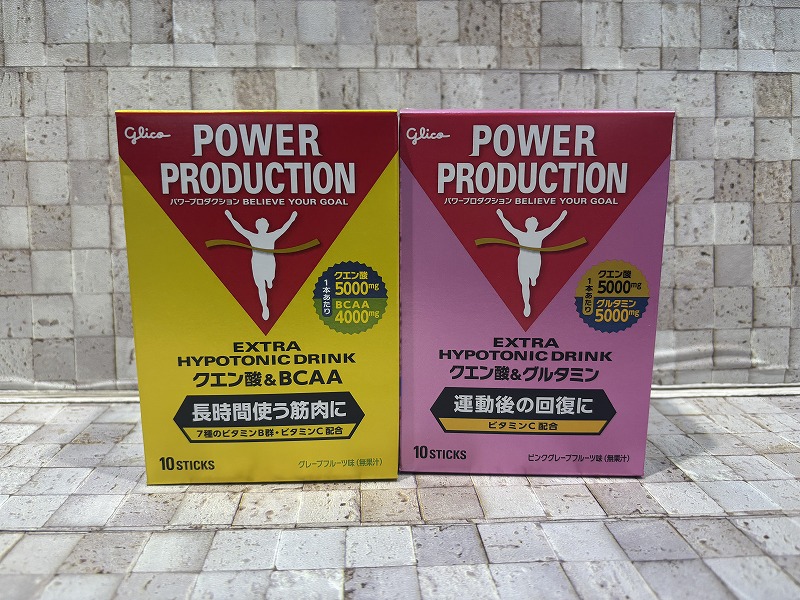 Glico
POWER
PRODUCTION
パワープロダクション BELIEVE YOUR GOAL
1本あたり
クエン酸
5000mg
BCAA
4000mg
EXTRA
HYPOTONIC DRINK
クエン酸&BCAA
長時間使う筋肉に
7種のビタミンB群・ビタミンC配合
10 STICKS
グレープフルーツ味(無果汁)
Glico
POWER
PRODUCTION
パワープロダクション BELIEVE YOUR GOAL
1本あたり
クエン酸
5000mg
グルタミン
5000mg
EXTRA
HYPOTONIC DRINK
クエン酸&グルタミン
運動後の回復に
ビタミンC配合
10 STICKS
ピンクグレープフルーツ味(無果汁)